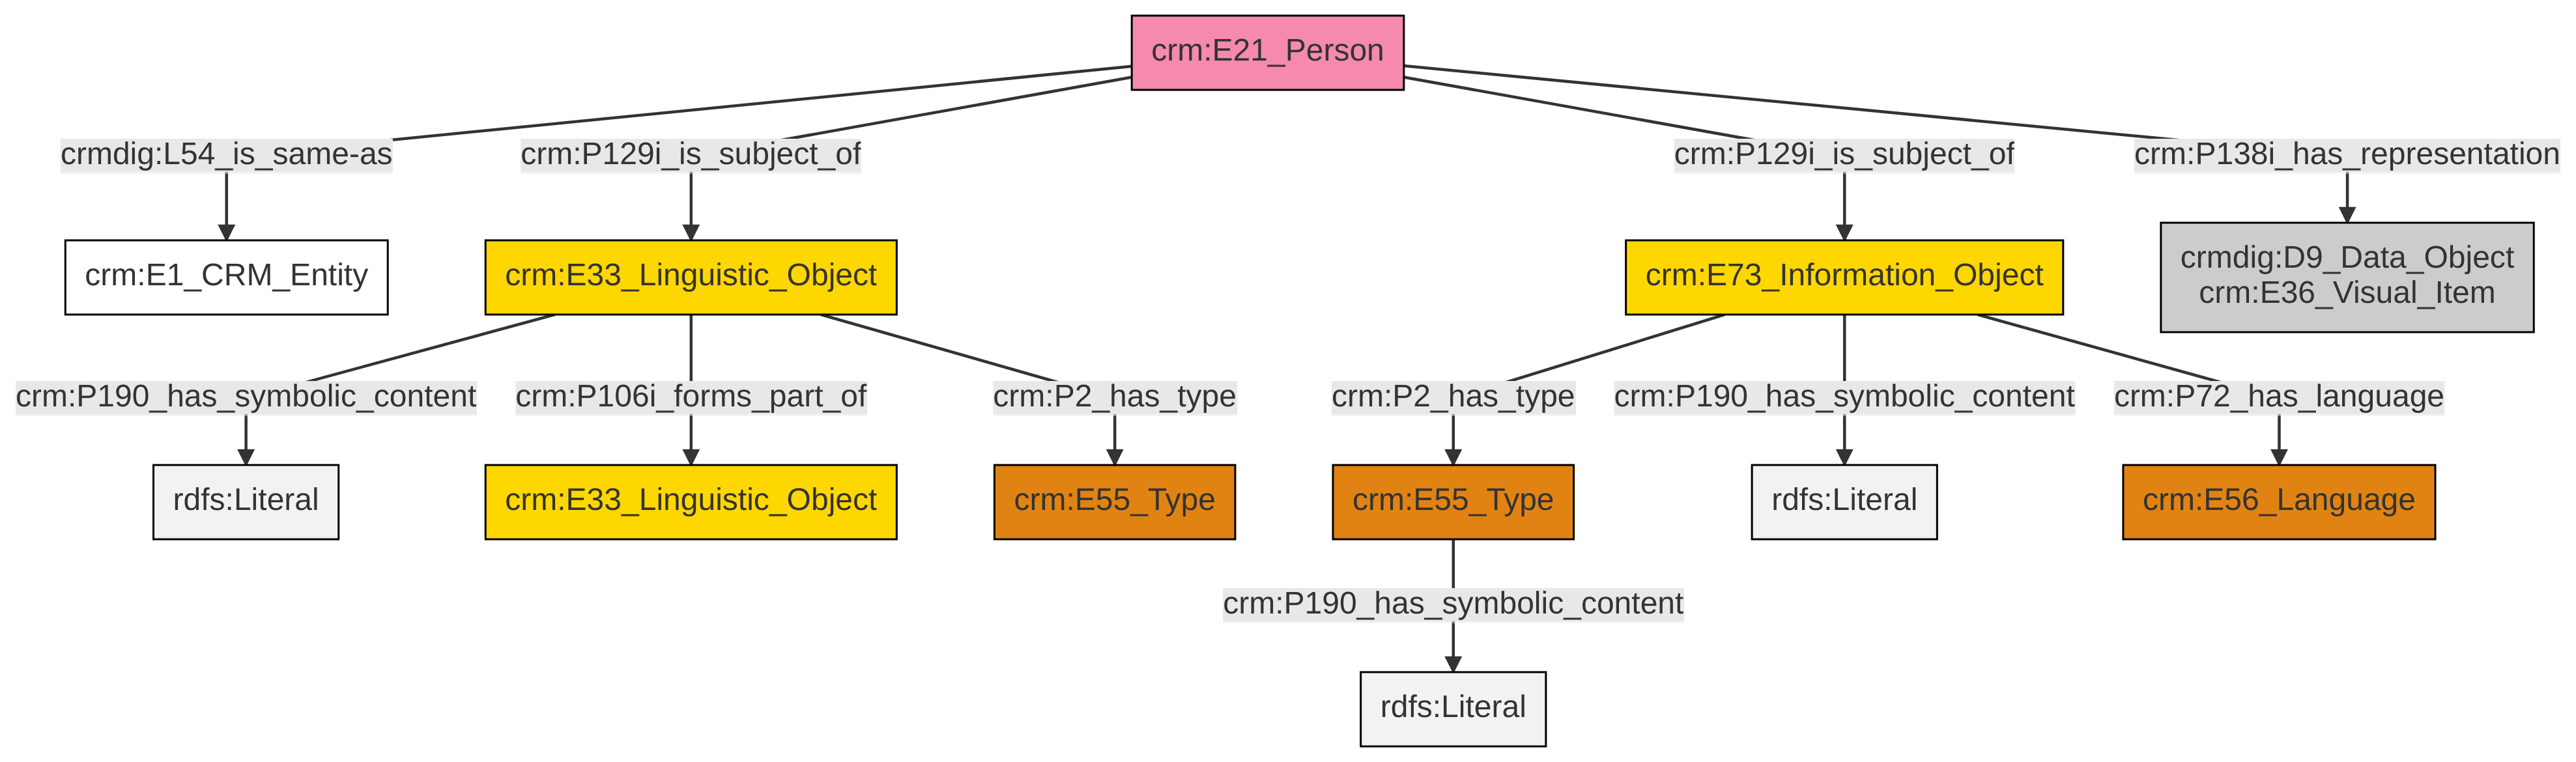 crm:E21_Person
crmdig:L54_is_same-as
crm:P129i_is_subject_of
crm:P129i_is_subject_of
crm:P138i_has_representation
crm:E1_CRM_Entity
crm:E33_Linguistic_Object
crm:E73_Information_Object
crmdig:D9_Data_Object
crm:E36_Visual_Item
crm:P190_has_symbolic_content
crm:P106i_forms_part_of
crm:P2_has_type
crm:P2_has_type
crm:P190_has_symbolic_content
crm:P72_has_language
rdfs:Literal
crm:E33_Linguistic_Object
crm:E55_Type
crm:E55_Type
rdfs:Literal
crm:E56_Language
crm:P190_has_symbolic_content
rdfs:Literal